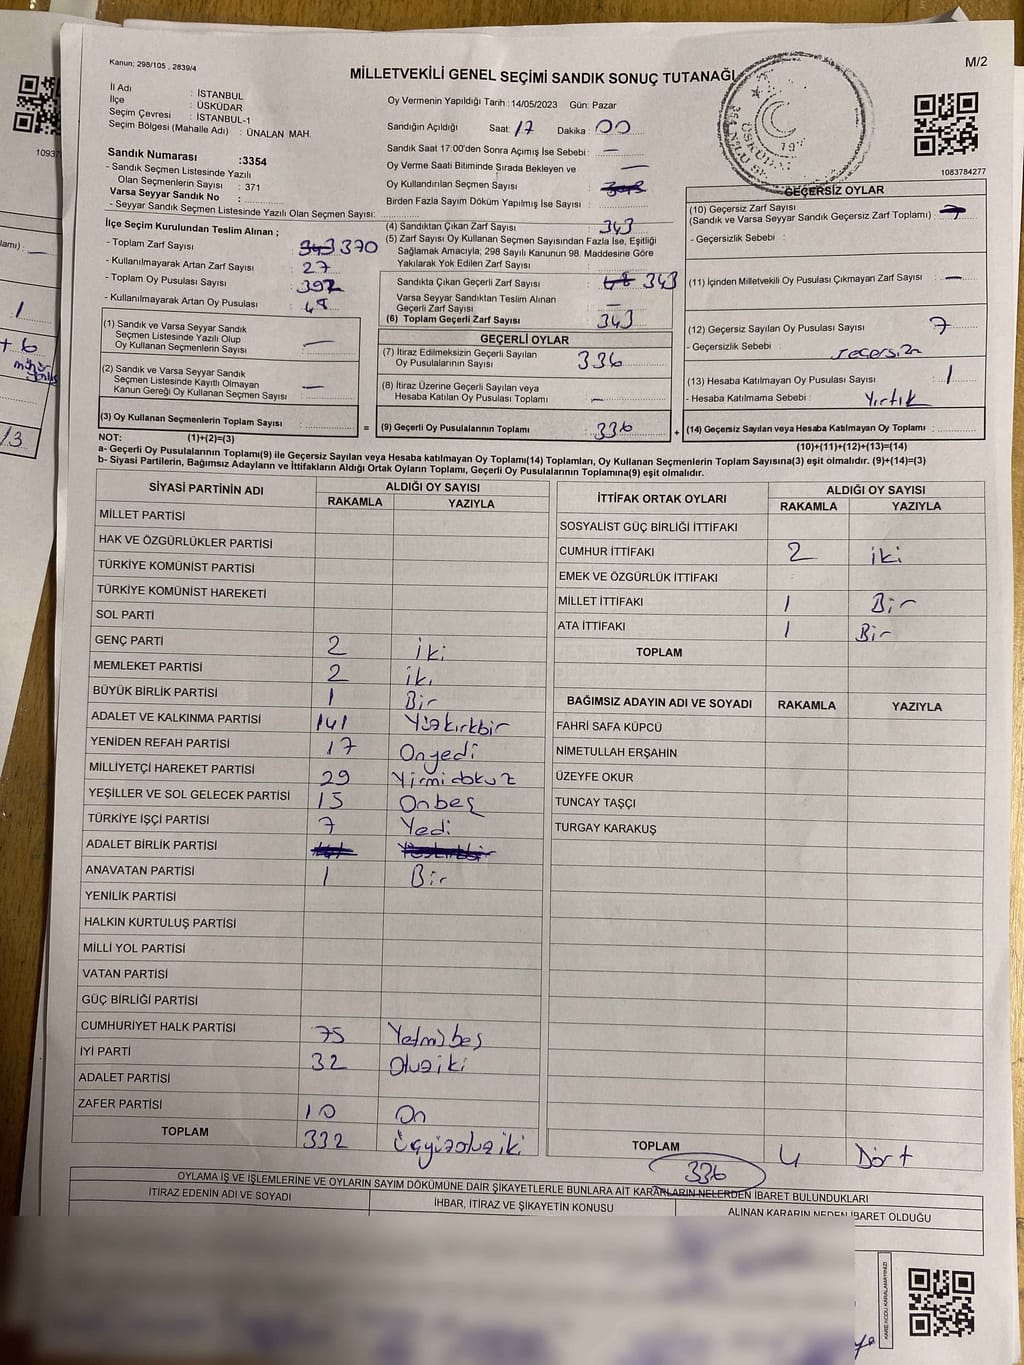 Kanun; 298/105 , 2839/4
MİLLETVEKİLİ GENEL SEÇİMİ SANDIK SONUÇ TUTANAĞI
M/2
İl Adı : İSTANBUL
İlçe : ÜSKÜDAR
Seçim Çevresi : İSTANBUL-1
Seçim Bölgesi (Mahalle Adı) : ÜNALAN MAH.
Sandık Numarası :3354
- Sandık Seçmen Listesinde Yazılı
Olan Seçmenlerin Sayısı : 371
Varsa Seyyar Sandık No :
- Seyyar Sandık Seçmen Listesinde Yazılı Olan Seçmen Sayısı:
İlçe Seçim Kurulundan Teslim Alınan ;
- Toplam Zarf Sayısı : 343 370
- Kullanılmayarak Artan Zarf Sayısı : 27
- Toplam Oy Pusulası Sayısı : 392
- Kullanılmayarak Artan Oy Pusulası : 48
Oy Vermenin Yapıldığı Tarih :14/05/2023 Gün: Pazar
Sandığın Açıldığı Saat: 17 Dakika : 00
Sandık Saat 17:00'den Sonra Açımış İse Sebebi : —
Oy Verme Saati Bitiminde Sırada Bekleyen ve
Oy Kullandırılan Seçmen Sayısı : —
Birden Fazla Sayım Döküm Yapılmış İse Sayısı :
(4) Sandıktan Çıkan Zarf Sayısı : 343
(5) Zarf Sayısı Oy Kullanan Seçmen Sayısından Fazla İse, Eşitliği
Sağlamak Amacıyla; 298 Sayılı Kanunun 98. Maddesine Göre
Yakılarak Yok Edilen Zarf Sayısı :
Sandıkta Çıkan Geçerli Zarf Sayısı : 343
Varsa Seyyar Sandıktan Teslim Alınan
Geçerli Zarf Sayısı : —
(6) Toplam Geçerli Zarf Sayısı : 343
1083784277
GEÇERSİZ OYLAR
(10) Geçersiz Zarf Sayısı
(Sandık ve Varsa Seyyar Sandık Geçersiz Zarf Toplamı) :
- Geçersizlik Sebebi :
(11) İçinden Milletvekili Oy Pusulası Çıkmayan Zarf Sayısı : —
(12) Geçersiz Sayılan Oy Pusulası Sayısı : 7
- Geçersizlik Sebebi : Geçersiz
(13) Hesaba Katılmayan Oy Pusulası Sayısı : 1
- Hesaba Katılmama Sebebi : Yırtık
(14) Geçersiz Sayılan veya Hesaba Katılmayan Oy Toplamı :
(10)+(11)+(12)+(13)=(14)
(1) Sandık ve Varsa Seyyar Sandık
Seçmen Listesinde Yazılı Olup
Oy Kullanan Seçmenlerin Sayısı : —
(2) Sandık ve Varsa Seyyar Sandık
Seçmen Listesinde Kayıtlı Olmayan
Kanun Gereği Oy Kullanan Seçmen Sayısı : —
(3) Oy Kullanan Seçmenlerin Toplam Sayısı :
(1)+(2)=(3)
GEÇERLİ OYLAR
(7) İtiraz Edilmeksizin Geçerli Sayılan
Oy Pusulalarının Sayısı : 336
(8) İtiraz Üzerine Geçerli Sayılan veya
Hesaba Katılan Oy Pusulası Toplamı : —
= (9) Geçerli Oy Pusulalarının Toplamı : 336 +
NOT:
a- Geçerli Oy Pusulalarının Toplamı(9) ile Geçersiz Sayılan veya Hesaba Katılmayan Oy Toplamı(14) Toplamları, Oy Kullanan Seçmenlerin Toplam Sayısına(3) eşit olmalıdır. (9)+(14)=(3)
b- Siyasi Partilerin, Bağımsız Adayların ve İttifakların Aldığı Ortak Oyların Toplamı, Geçerli Oy Pusulalarının Toplamına(9) eşit olmalıdır.
SİYASİ PARTİNİN ADI ALDIĞI OY SAYISI
RAKAMLA YAZIYLA
MİLLET PARTİSİ
HAK VE ÖZGÜRLÜKLER PARTİSİ
TÜRKİYE KOMÜNİST PARTİSİ
TÜRKİYE KOMÜNİST HAREKETİ
SOL PARTİ
GENÇ PARTİ 2 iki
MEMLEKET PARTİSİ 2 iki
BÜYÜK BİRLİK PARTİSİ 1 Bir
ADALET VE KALKINMA PARTİSİ 141 Yüzkırkbir
YENİDEN REFAH PARTİSİ 17 Onyedi
MİLLİYETÇİ HAREKET PARTİSİ 29 Yirmidokuz
YEŞİLLER VE SOL GELECEK PARTİSİ 15 Onbeş
TÜRKİYE İŞÇİ PARTİSİ 7 Yedi
ADALET BİRLİK PARTİSİ
ANAVATAN PARTİSİ 1 Bir
YENİLİK PARTİSİ
HALKIN KURTULUŞ PARTİSİ
MİLLİ YOL PARTİSİ
VATAN PARTİSİ
GÜÇ BİRLİĞİ PARTİSİ
CUMHURİYET HALK PARTİSİ 75 Yetmişbeş
İYİ PARTİ 32 Otuziki
ADALET PARTİSİ
ZAFER PARTİSİ 10 On
TOPLAM 332 Üçyüzotuziki
İTTİFAK ORTAK OYLARI ALDIĞI OY SAYISI
RAKAMLA YAZIYLA
SOSYALİST GÜÇ BİRLİĞİ İTTİFAKI
CUMHUR İTTİFAKI 2 iki
EMEK VE ÖZGÜRLÜK İTTİFAKI
MİLLET İTTİFAKI 1 Bir
ATA İTTİFAKI 1 Bir
TOPLAM
BAĞIMSIZ ADAYIN ADI VE SOYADI RAKAMLA YAZIYLA
FAHRİ SAFA KÜPCÜ
NİMETULLAH ERŞAHİN
ÜZEYFE OKUR
TUNCAY TAŞÇI
TURGAY KARAKUŞ
TOPLAM 4 Dört
336
OYLAMA İŞ VE İŞLEMLERİNE VE OYLARIN SAYIM DÖKÜMÜNE DAİR ŞİKAYETLERLE BUNLARA AİT KARARLARIN NELERDEN İBARET BULUNDUKLARI
İTİRAZ EDENİN ADI VE SOYADI İHBAR, İTİRAZ VE ŞİKAYETİN KONUSU ALINAN KARARIN NEDEN İBARET OLDUĞU
KARE KODU KARALAMAYINIZ